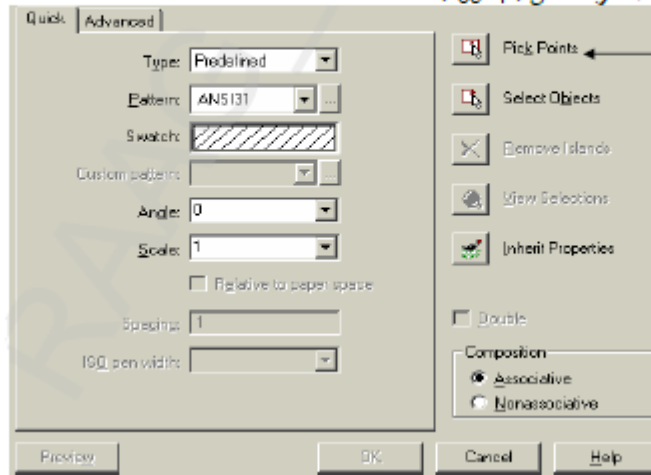 Quick Advanced
Type: Predefined
Pattern: ANSI31 ...
Swatch:
Custom pattern: ...
Angle: 0
Scale: 1
Relative to paper space
Spacing: 1
ISO pen width:
Pick Points
Select Objects
Remove Islands
View Selections
Inherit Properties
Double
Composition
Associative
Nonassociative
Preview OK Cancel Help